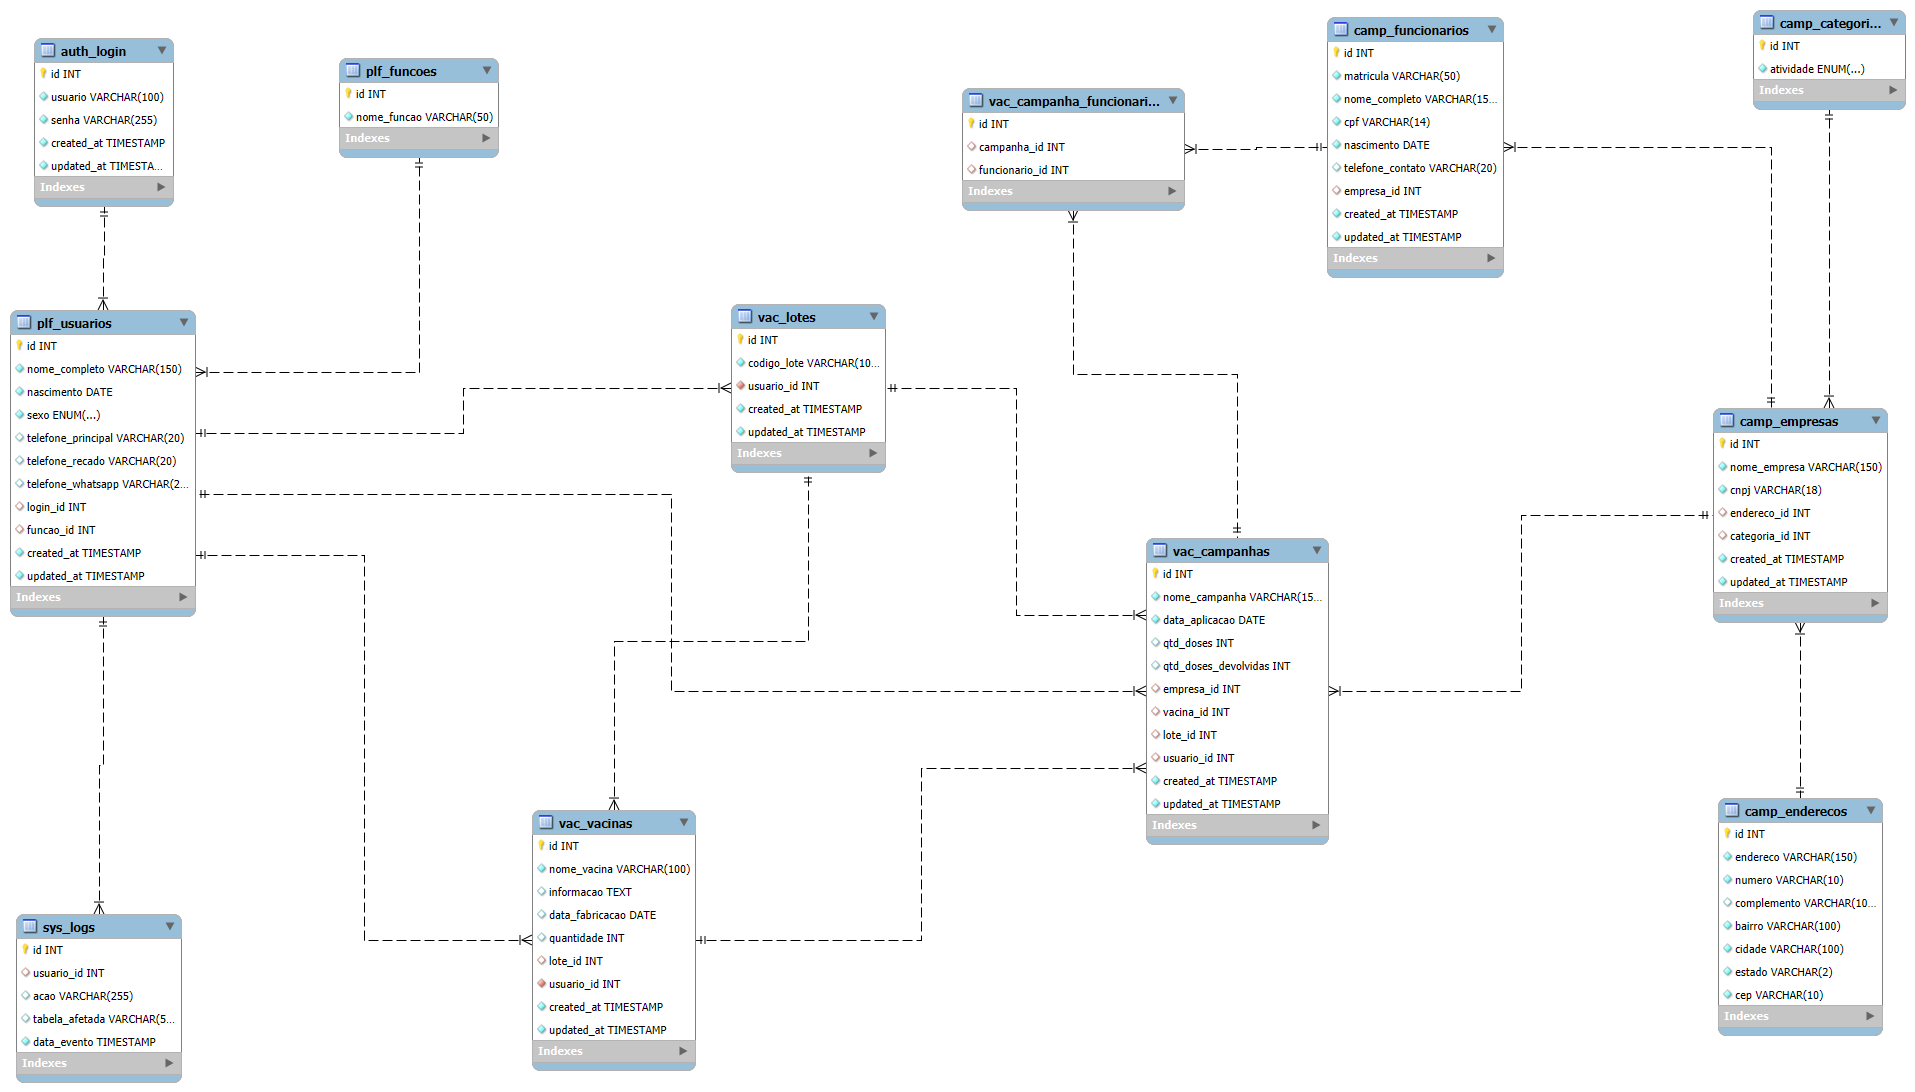 auth_login
id INT
usuario VARCHAR(100)
senha VARCHAR(255)
created_at TIMESTAMP
updated_at TIMESTA...
Indexes
plf_funcoes
id INT
nome_funcao VARCHAR(50)
Indexes
vac_campanha_funcionari...
id INT
campanha_id INT
funcionario_id INT
Indexes
camp_funcionarios
id INT
matricula VARCHAR(50)
nome_completo VARCHAR(15...
cpf VARCHAR(14)
nascimento DATE
telefone_contato VARCHAR(20)
empresa_id INT
created_at TIMESTAMP
updated_at TIMESTAMP
Indexes
camp_categori...
id INT
atividade ENUM(...)
Indexes
plf_usuarios
id INT
nome_completo VARCHAR(150)
nascimento DATE
sexo ENUM(...)
telefone_principal VARCHAR(20)
telefone_recado VARCHAR(20)
telefone_whatsapp VARCHAR(2...
login_id INT
funcao_id INT
created_at TIMESTAMP
updated_at TIMESTAMP
Indexes
vac_lotes
id INT
codigo_lote VARCHAR(10...
usuario_id INT
created_at TIMESTAMP
updated_at TIMESTAMP
Indexes
camp_empresas
id INT
nome_empresa VARCHAR(150)
cnpj VARCHAR(18)
endereco_id INT
categoria_id INT
created_at TIMESTAMP
updated_at TIMESTAMP
Indexes
vac_campanhas
id INT
nome_campanha VARCHAR(15...
data_aplicacao DATE
qtd_doses INT
qtd_doses_devolvidas INT
empresa_id INT
vacina_id INT
lote_id INT
usuario_id INT
created_at TIMESTAMP
updated_at TIMESTAMP
Indexes
sys_logs
id INT
usuario_id INT
acao VARCHAR(255)
tabela_afetada VARCHAR(5...
data_evento TIMESTAMP
Indexes
vac_vacinas
id INT
nome_vacina VARCHAR(100)
informacao TEXT
data_fabricacao DATE
quantidade INT
lote_id INT
usuario_id INT
created_at TIMESTAMP
updated_at TIMESTAMP
Indexes
camp_enderecos
id INT
endereco VARCHAR(150)
numero VARCHAR(10)
complemento VARCHAR(10...
bairro VARCHAR(100)
cidade VARCHAR(100)
estado VARCHAR(2)
cep VARCHAR(10)
Indexes